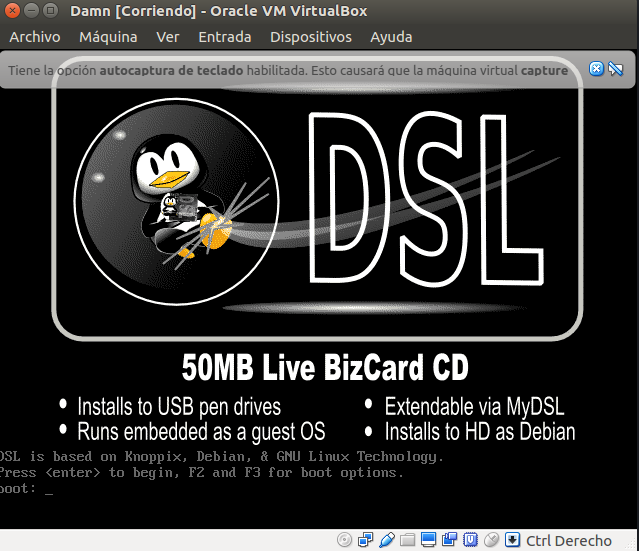 Damn [Corriendo] - Oracle VM VirtualBox
Archivo Máquina Ver Entrada Dispositivos Ayuda
Tiene la opción autocaptura de teclado habilitada. Esto causará que la máquina virtual capture
DSL
50MB Live BizCard CD
• Installs to USB pen drives
• Extendable via MyDSL
• Runs embedded as a guest OS
• Installs to HD as Debian
DSL is based on Knoppix, Debian, & GNU Linux Technology.
Press <enter> to begin, F2 and F3 for boot options.
boot: _
Ctrl Derecho